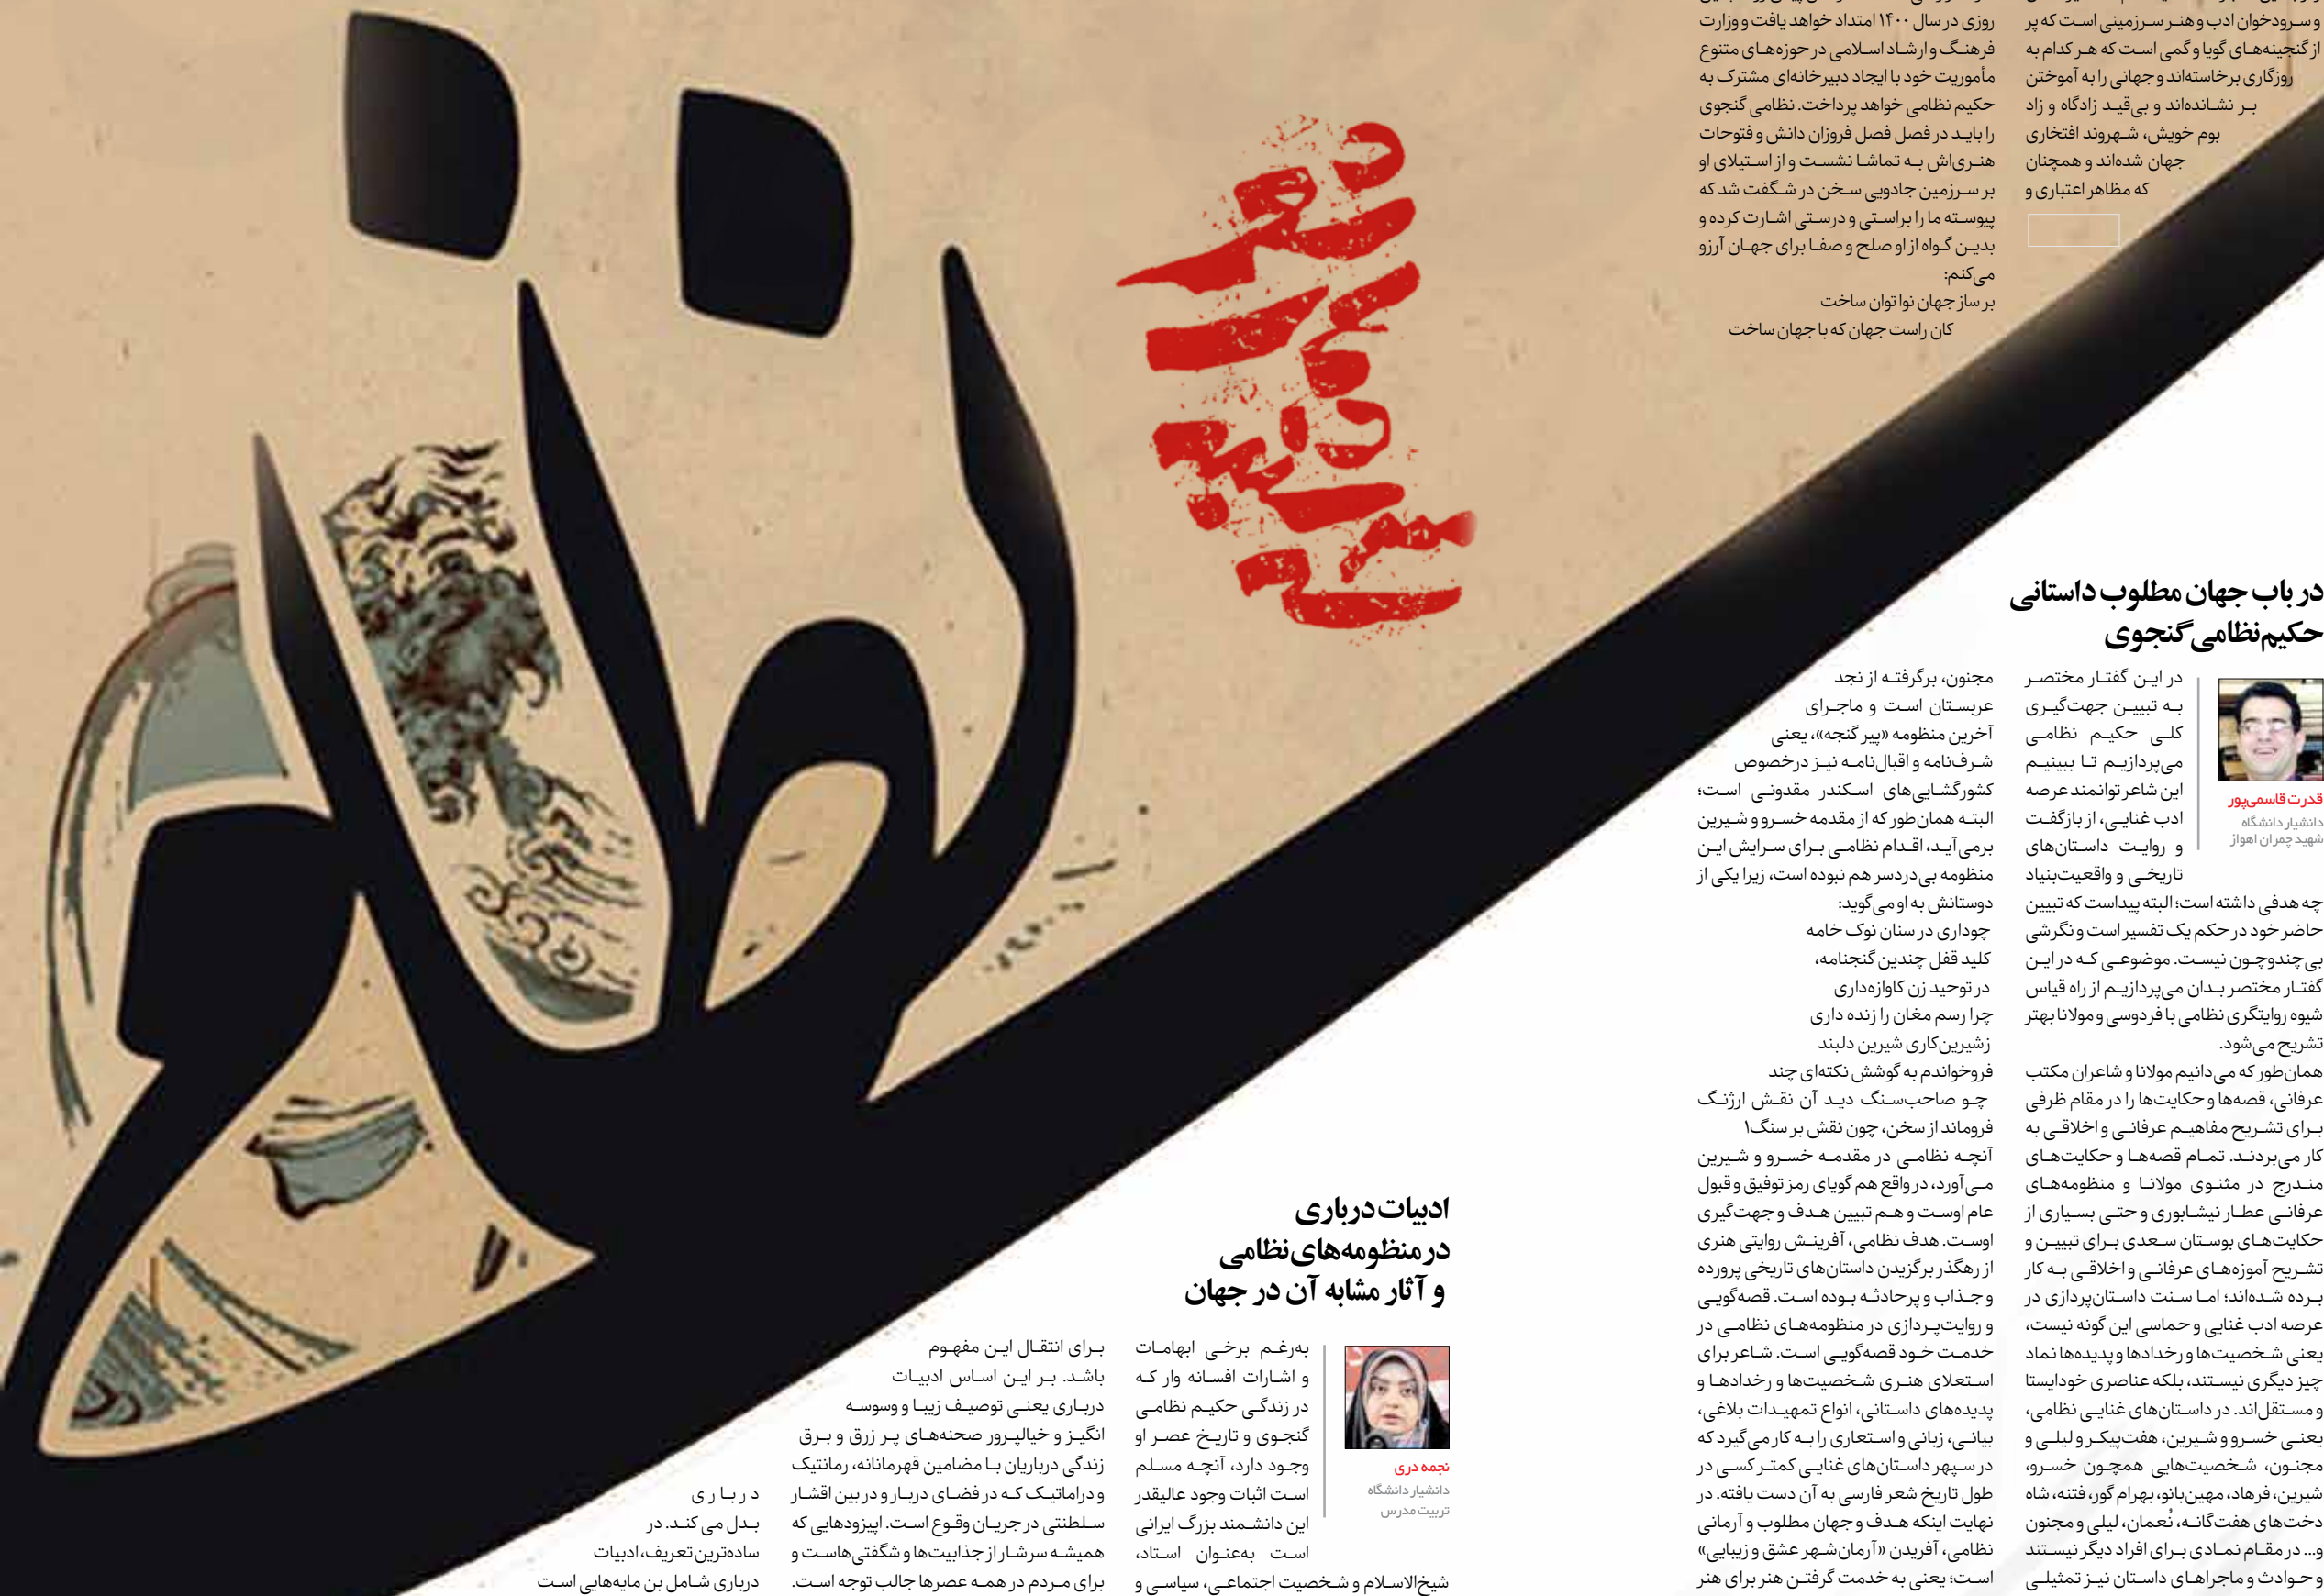 و سرودخوان ادب و هنر سرزمینی است که پر
از گنجینه‌های گویا و گمی است که هر کدام به
روزگاری برخاسته‌اند و جهانی را به آموختن
بر نشانده‌اند و بی‌قید زادگاه و زاد
بوم خویش، شهروند افتخاری
جهان شده‌اند و همچنان
که مظاهر اعتباری و
روزی در سال ۱۴۰۰ امتداد خواهد یافت و وزارت
فرهنگ و ارشاد اسلامی در حوزه‌های متنوع
مأموریت خود با ایجاد دبیرخانه‌ای مشترک به
حکیم نظامی خواهد پرداخت. نظامی گنجوی
را باید در فصل فصل فروزان دانش و فتوحات
هنری‌اش به تماشا نشست و از استیلای او
بر سرزمین جادویی سخن در شگفت شد که
پیوسته ما را براستی و درستی اشارت کرده و
بدین گواه از او صلح و صفا برای جهان آرزو
می‌کنم:
بر ساز جهان نوا توان ساخت
کان راست جهان که با جهان ساخت
در باب جهان مطلوب داستانی
حکیم‌نظامی گنجوی
قدرت قاسمی‌پور
دانشیار دانشگاه
شهید چمران اهواز
در این گفتار مختصر
به تبیین جهت‌گیری
کلی حکیم نظامی
می‌پردازیم تا ببینیم
این شاعر توانمند عرصه
ادب غنایی، از بازگفت
و روایت داستان‌های
تاریخی و واقعیت‌بنیاد
چه هدفی داشته است؛ البته پیداست که تبیین
حاضر خود در حکم یک تفسیر است و نگرشی
بی‌چندوچون نیست. موضوعی که در این
گفتار مختصر بدان می‌پردازیم از راه قیاس
شیوه روایتگری نظامی با فردوسی و مولانا بهتر
تشریح می‌شود.
همان‌طور که می‌دانیم مولانا و شاعران مکتب
عرفانی، قصه‌ها و حکایت‌ها را در مقام ظرفی
برای تشریح مفاهیم عرفانی و اخلاقی به
کار می‌بردند. تمام قصه‌ها و حکایت‌های
مندرج در مثنوی مولانا و منظومه‌های
عرفانی عطار نیشابوری و حتی بسیاری از
حکایت‌های بوستان سعدی برای تبیین و
تشریح آموزه‌های عرفانی و اخلاقی به کار
برده شده‌اند؛ اما سنت داستان‌پردازی در
عرصه ادب غنایی و حماسی این گونه نیست،
یعنی شخصیت‌ها و رخدادها و پدیده‌ها نماد
چیز دیگری نیستند، بلکه عناصری خودایستا
و مستقل‌اند. در داستان‌های غنایی نظامی،
یعنی خسرو و شیرین، هفت‌پیکر و لیلی و
مجنون، شخصیت‌هایی همچون خسرو،
شیرین، فرهاد، مهین‌بانو، بهرام گور، فتنه، شاه
دخت‌های هفت‌گانه، نُعمان، لیلی و مجنون
و... در مقام نمادی برای افراد دیگر نیستند
و حوادث و ماجراهای داستان نیز تمثیلی
مجنون، برگرفته از نجد
عربستان است و ماجرای
آخرین منظومه «پیر گنجه»، یعنی
شرف‌نامه و اقبال‌نامه نیز درخصوص
کشورگشایی‌های اسکندر مقدونی است؛
البته همان‌طور که از مقدمه خسرو و شیرین
برمی‌آید، اقدام نظامی برای سرایش این
منظومه بی‌دردسر هم نبوده است، زیرا یکی از
دوستانش به او می‌گوید:
چوداری در سنان نوک خامه
کلید قفل چندین گنجنامه،
در توحید زن کاوازه‌داری
چرا رسم مغان را زنده داری
زشیرین‌کاری شیرین دلبند
فروخواندم به گوشش نکته‌ای چند
چو صاحب‌سنگ دید آن نقش ارژنگ
فروماند از سخن، چون نقش بر سنگ۱
آنچه نظامی در مقدمه خسرو و شیرین
می‌آورد، در واقع هم گویای رمز توفیق و قبول
عام اوست و هم تبیین هدف و جهت‌گیری
اوست. هدف نظامی، آفرینش روایتی هنری
از رهگذر برگزیدن داستان‌های تاریخی پرورده
و جذاب و پرحادثه بوده است. قصه‌گویی
و روایت‌پردازی در منظومه‌های نظامی در
خدمت خود قصه‌گویی است. شاعر برای
استعلای هنری شخصیت‌ها و رخدادها و
پدیده‌های داستانی، انواع تمهیدات بلاغی،
بیانی، زبانی و استعاری را به کار می‌گیرد که
در سپهر داستان‌های غنایی کمتر کسی در
طول تاریخ شعر فارسی به آن دست یافته. در
نهایت اینکه هدف و جهان مطلوب و آرمانی
نظامی، آفریدن «آرمان‌شهر عشق و زیبایی»
است؛ یعنی به خدمت گرفتن هنر برای هنر
ادبیات درباری
در منظومه‌های نظامی
و آثار مشابه آن در جهان
نجمه دری
دانشیار دانشگاه
تربیت مدرس
به‌رغم برخی ابهامات
و اشارات افسانه وار که
در زندگی حکیم نظامی
گنجوی و تاریخ عصر او
وجود دارد، آنچه مسلم
است اثبات وجود عالیقدر
این دانشمند بزرگ ایرانی
است به‌عنوان استاد،
شیخ‌الاسلام و شخصیت اجتماعی، سیاسی و
برای انتقال این مفهوم
باشد. بر این اساس ادبیات
درباری یعنی توصیف زیبا و وسوسه
انگیز و خیالپرور صحنه‌های پر زرق و برق
زندگی درباریان با مضامین قهرمانانه، رمانتیک
و دراماتیک که در فضای دربار و در بین اقشار
سلطنتی در جریان وقوع است. اپیزودهایی که
همیشه سرشار از جذابیت‌ها و شگفتی‌هاست و
برای مردم در همه عصرها جالب توجه است.
درباری
بدل می کند. در
ساده‌ترین تعریف، ادبیات
درباری شامل بن مایه‌هایی است